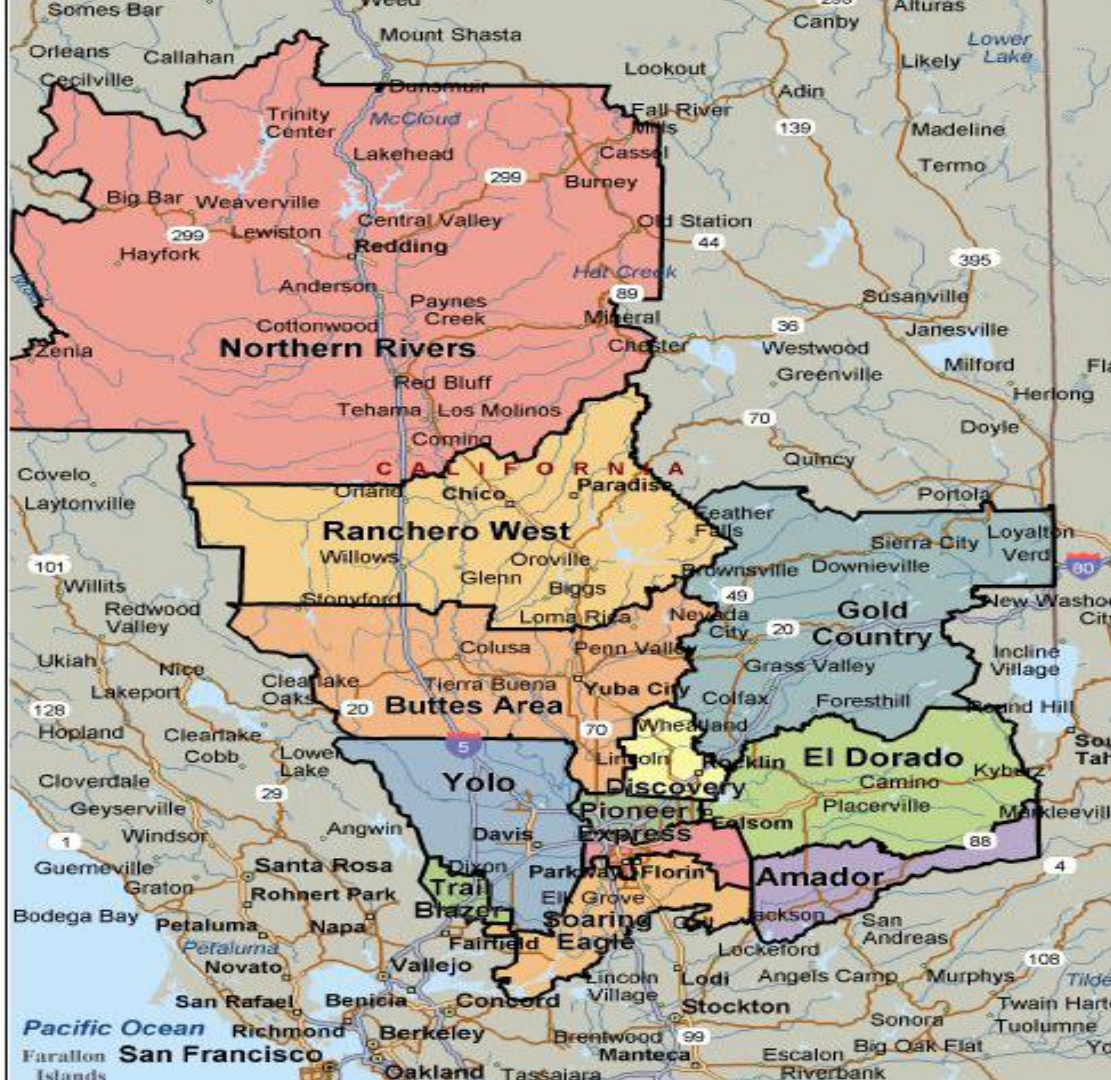 Somes Bar
Weed
Mount Shasta
Canby
Alturas
Orleans
Callahan
Lower
Lake
Likely
Lookout
Cecilville
Dunsmuir
Adin
Trinity
Center
McCloud
Fall River
Mills
139
Madeline
Lakehead
Cassel
Termo
299
Burney
Big Bar
Weaverville
Central Valley
Old Station
299
Lewiston
Redding
44
Hayfork
395
Hat Creek
Anderson
Paynes
Creek
89
Susanville
Mineral
Cottonwood
36
Janesville
Zenia
Northern Rivers
Chester
Westwood
Milford
Greenville
Red Bluff
Herlong
Tehama
Los Molinos
70
Doyle
Corning
CALIFORNIA
Quincy
Covelo
Laytonville
Orland
Chico
Paradise
Portola
Feather
Falls
Ranchero West
Sierra City
Loyalton
Verd
Willows
Oroville
Brownsville
Downieville
101
Glenn
80
Willits
Biggs
49
Stonyford
Gold
Country
New Washoe
City
Redwood
Valley
Loma Rica
Nevada
City
20
Colusa
Penn Valley
Incline
Village
Ukiah
Nice
Grass Valley
Clearlake
Oaks
Tierra Buena
Yuba City
Lakeport
Colfax
Foresthill
128
20
Buttes Area
Round Hill
Hopland
Clearlake
70
Wheatland
5
Cobb
Lower
Lake
Lincoln
Rocklin
El Dorado
Cloverdale
Yolo
Camino
Kyburz
29
Discovery
Placerville
Geyserville
Pioneer
Express
Folsom
Markleevill
Windsor
Angwin
Davis
1
88
Guerneville
Santa Rosa
Dixon
Parkway
Florin
Amador
4
Graton
Rohnert Park
Trail
Blazer
Elk Grove
Bodega Bay
Petaluma
Napa
Soaring
Eagle
Jackson
San
Andreas
Petaluma
Fairfield
Lockeford
Novato
Vallejo
Lincoln
Village
Lodi
Angels Camp
Murphys
108
San Rafael
Benicia
Concord
Stockton
Twain Hart
Pacific Ocean
Richmond
Berkeley
Sonora
Tuolumne
Brentwood
99
Farallon
Islands
San Francisco
Manteca
Escalon
Big Oak Flat
Oakland
Tassajara
Riverbank